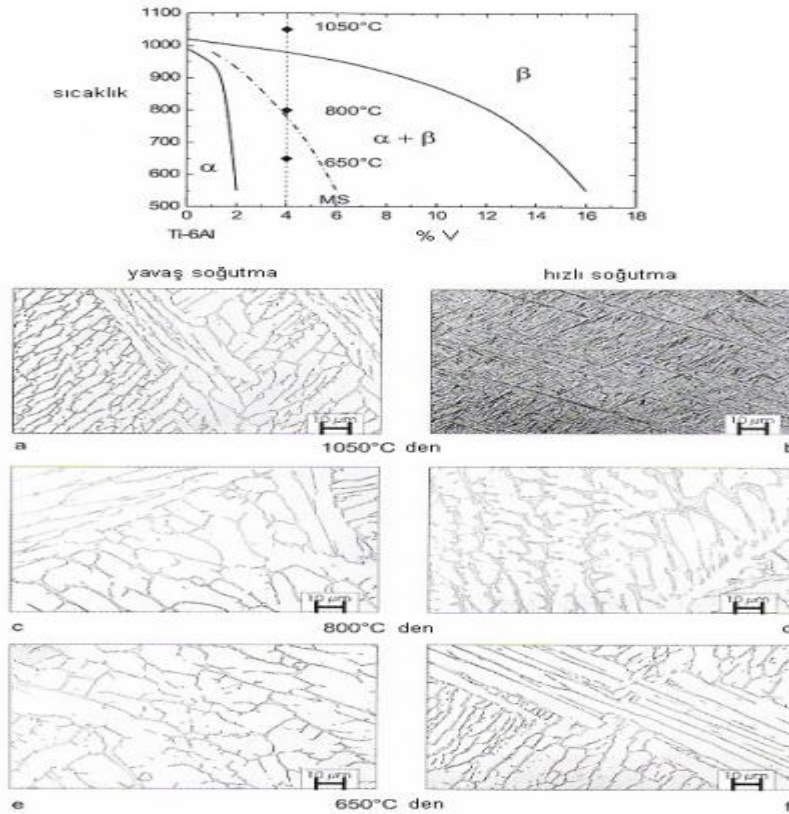 1100
1050°C
1000
β
900
sıcaklık
800
800°C
α + β
700
650°C
600
α
MS
500
0 2 4 6 8 10 12 14 16 18
Ti-6Al % V
yavaş soğutma hızlı soğutma
10 µm 10 µm
a 1050°C den b
10 µm 10 µm
c 800°C den d
10 µm 10 µm
e 650°C den f